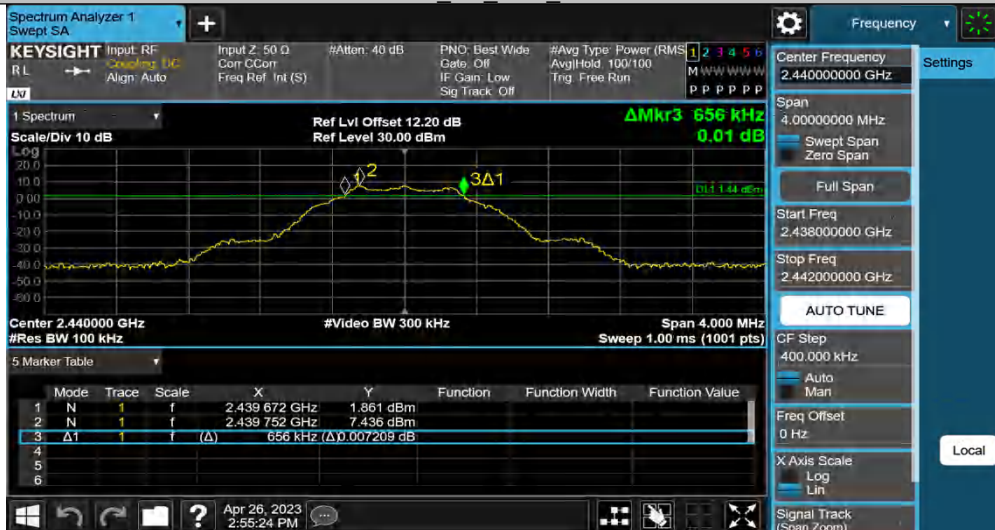 Spectrum Analyzer 1
Swept SA
+
Frequency
KEYSIGHT
RL
LXI
Input: RF
Coupling: DC
Align: Auto
Input Z: 50 Ω
Corr CCorr
Freq Ref: Int (S)
#Atten: 40 dB
PNO: Best Wide
Gate: Off
IF Gain: Low
Sig Track: Off
#Avg Type: Power (RMS
Avg|Hold: 100/100
Trig: Free Run
1 2 3 4 5 6
M W W W W W
P P P P P P
Center Frequency
2.440000000 GHz
Settings
Span
4.00000000 MHz
Swept Span
Zero Span
Full Span
Start Freq
2.438000000 GHz
Stop Freq
2.442000000 GHz
AUTO TUNE
CF Step
400.000 kHz
Auto
Man
Freq Offset
0 Hz
X Axis Scale
Log
Lin
Signal Track
(Span Zoom)
Local
1 Spectrum
Scale/Div 10 dB
Ref Lvl Offset 12.20 dB
Ref Level 30.00 dBm
ΔMkr3 656 kHz
0.01 dB
Log
20.0
10.0
0.00
-10.0
-20.0
-30.0
-40.0
-50.0
-60.0
1
2
3Δ1
DL1 1.44 dBm
Center 2.440000 GHz
#Res BW 100 kHz
#Video BW 300 kHz
Span 4.000 MHz
Sweep 1.00 ms (1001 pts)
5 Marker Table
Mode Trace Scale X Y Function Function Width Function Value
1 N 1 f 2.439 672 GHz 1.861 dBm
2 N 1 f 2.439 752 GHz 7.436 dBm
3 Δ1 1 f (Δ) 656 kHz (Δ) 0.007209 dB
4
5
6
?
Apr 26, 2023
2:55:24 PM